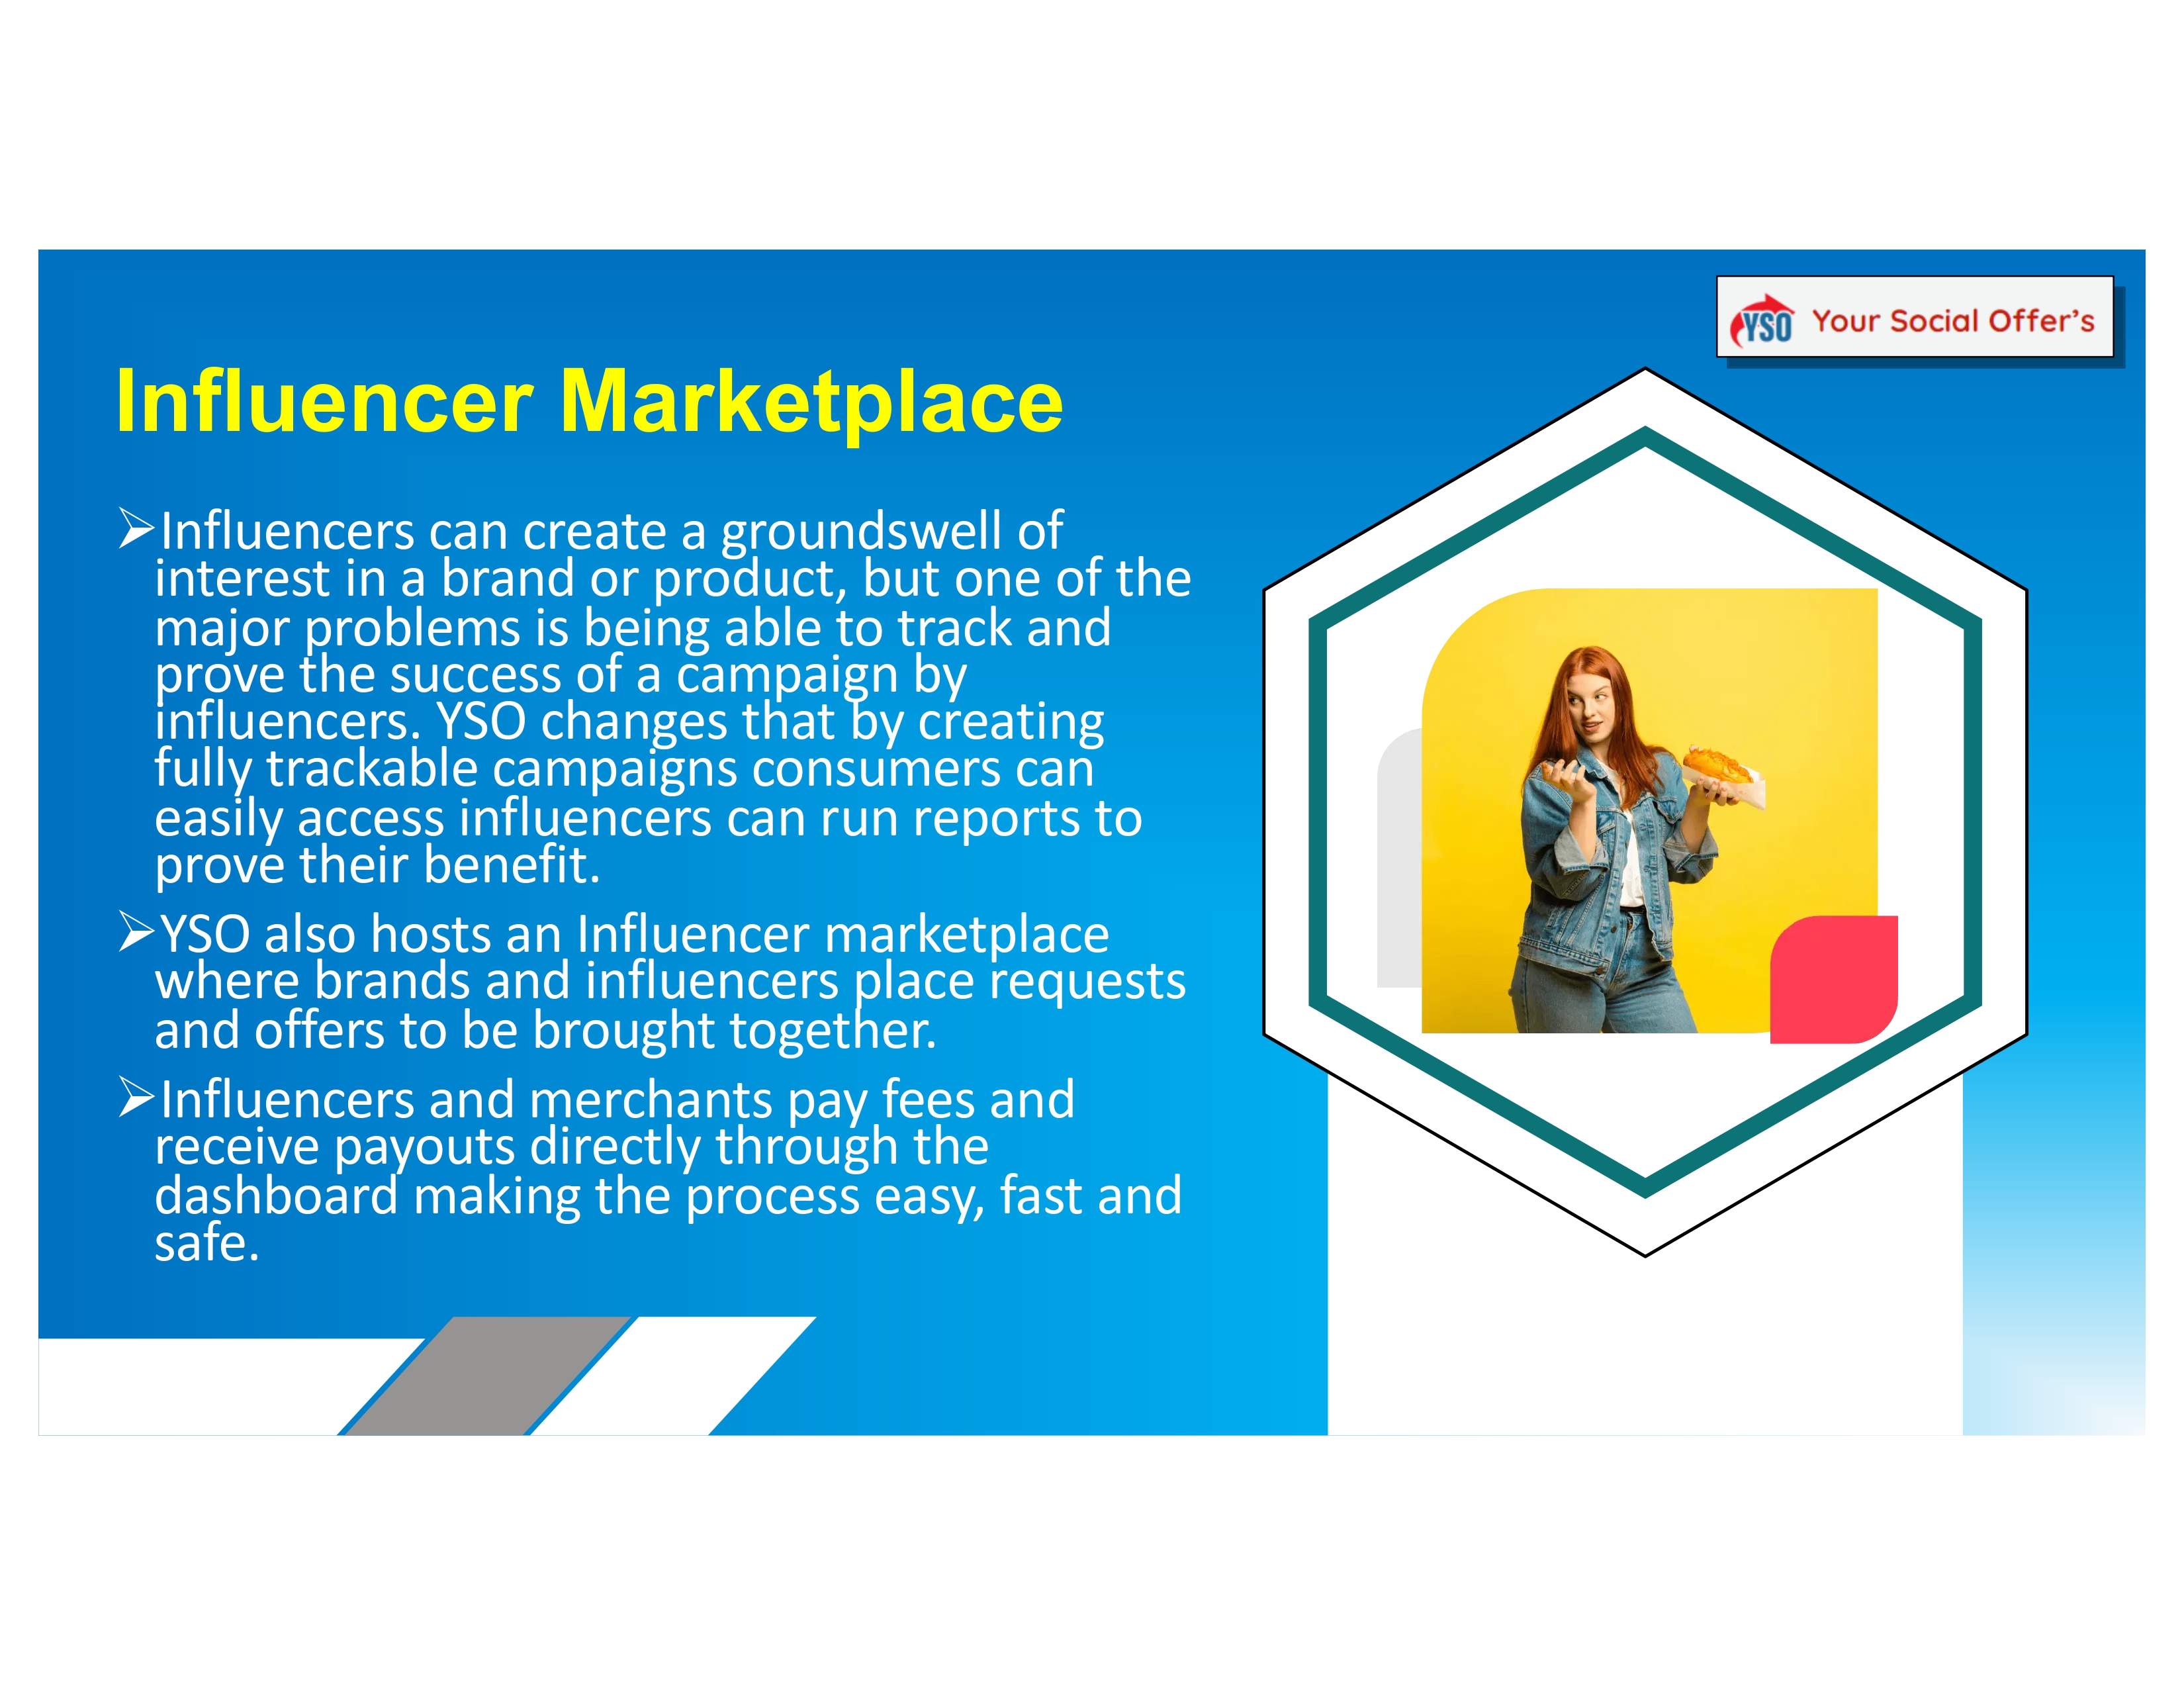 YSO Your Social Offer's
Influencer Marketplace
➢Influencers can create a groundswell of
interest in a brand or product, but one of the
major problems is being able to track and
prove the success of a campaign by
influencers. YSO changes that by creating
fully trackable campaigns consumers can
easily access influencers can run reports to
prove their benefit.
➢YSO also hosts an Influencer marketplace
where brands and influencers place requests
and offers to be brought together.
➢Influencers and merchants pay fees and
receive payouts directly through the
dashboard making the process easy, fast and
safe.